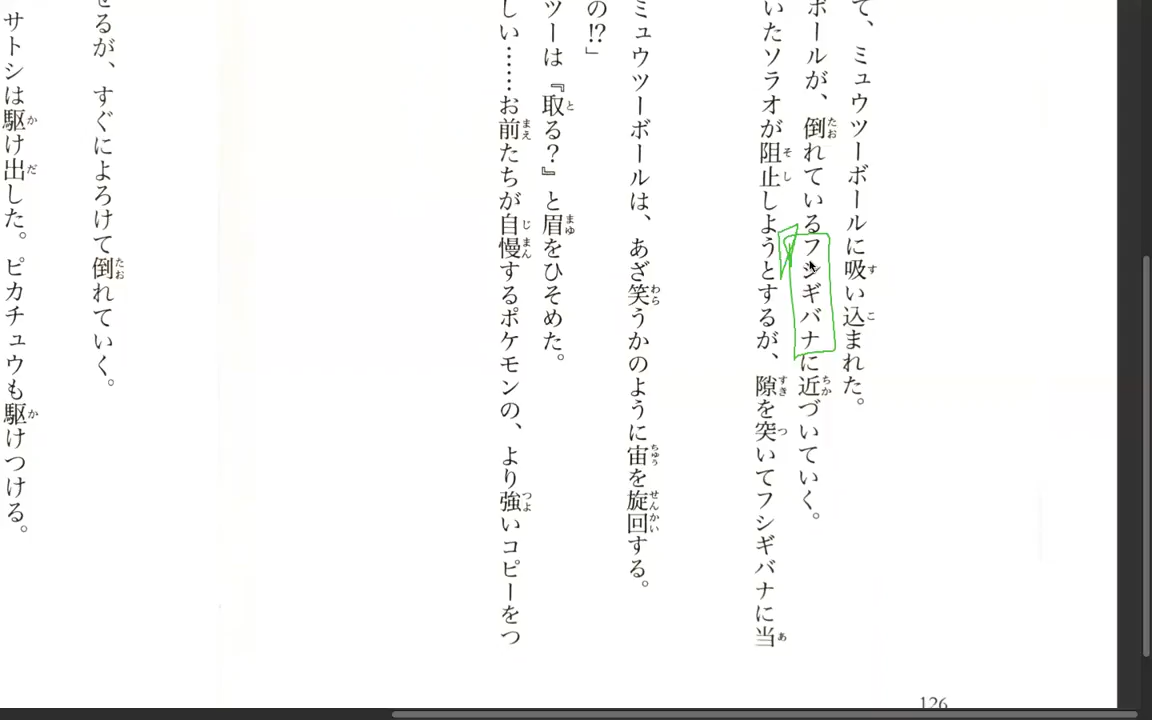 て、ミュウツーボールに吸い込まれた。
ボールが、倒れているフシギバナに近づいていく。
いたソラオが阻止しようとするが、隙を突いてフシギバナに当
ミュウツーボールは、あざ笑うかのように宙を旋回する。
の!?」
ツーは『取る?』と眉をひそめた。
しい……お前たちが自慢するポケモンの、より強いコピーをつ
せるが、すぐによろけて倒れていく。
サトシは駆け出した。ピカチュウも駆けつける。
126